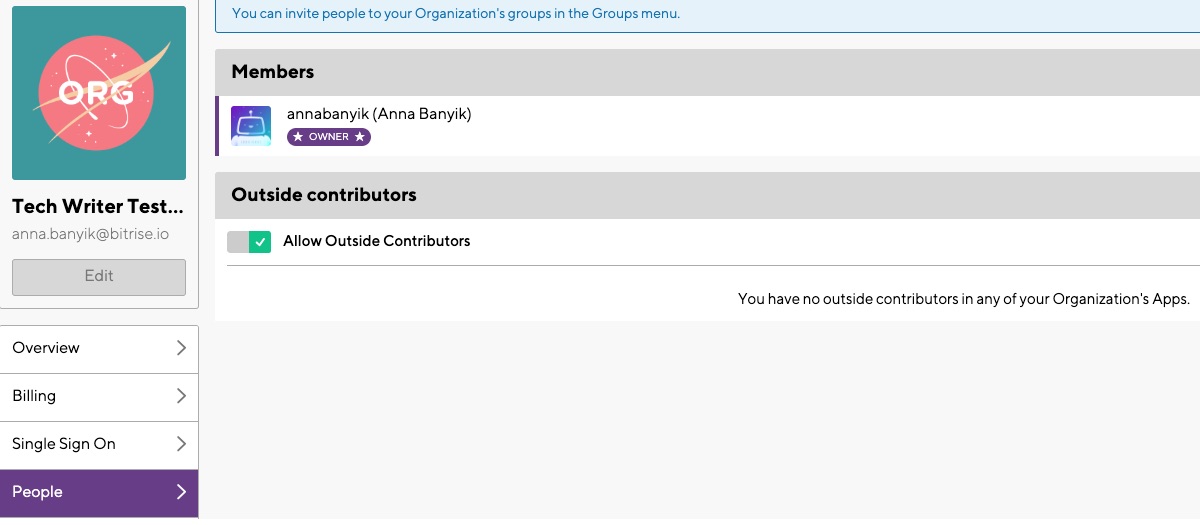 You can invite people to your Organization's groups in the Groups menu.
ORG
Tech Writer Test...
anna.banyik@bitrise.io
Edit
Overview
Billing
Single Sign On
People
Members
annabanyik (Anna Banyik)
★ OWNER ★
Outside contributors
Allow Outside Contributors
You have no outside contributors in any of your Organization's Apps.